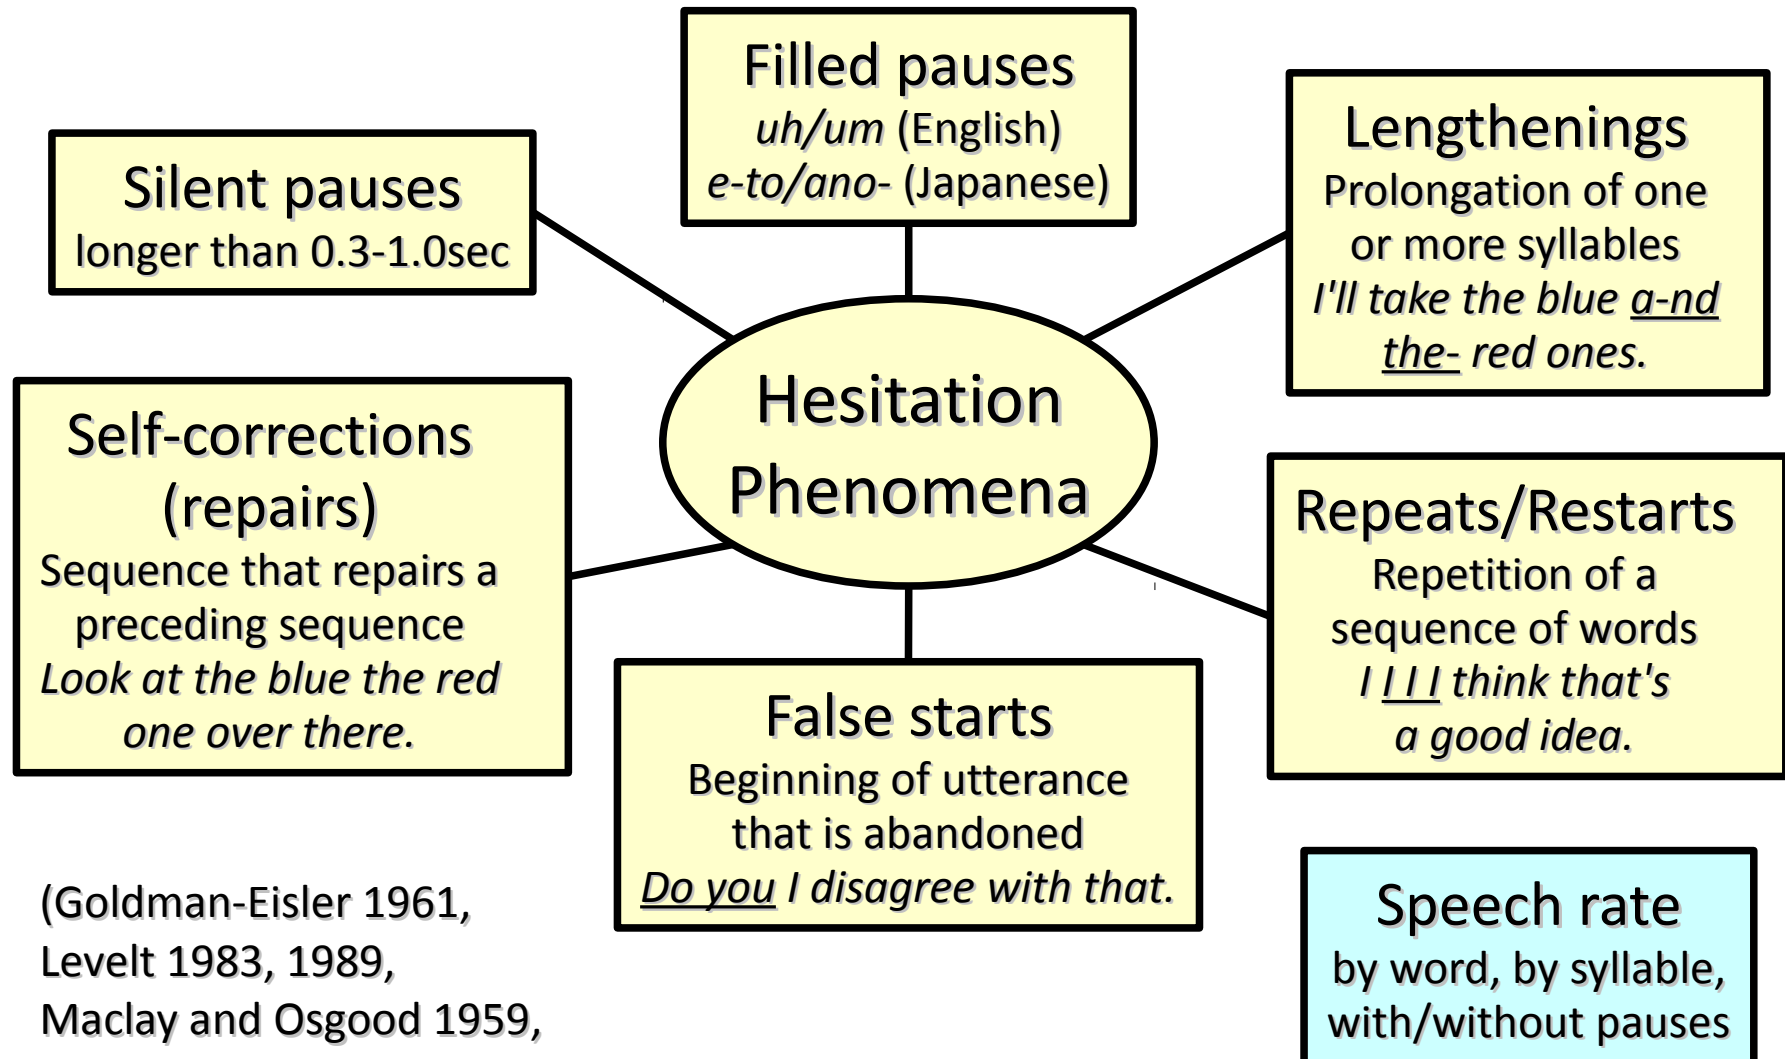 Filled pauses
uh/um (English)
e-to/ano- (Japanese)
Silent pauses
longer than 0.3-1.0sec
Lengthenings
Prolongation of one
or more syllables
I'll take the blue a-nd
the- red ones.
Hesitation
Phenomena
Self-corrections
(repairs)
Sequence that repairs a
preceding sequence
Look at the blue the red
one over there.
Repeats/Restarts
Repetition of a
sequence of words
I I I I think that's
a good idea.
False starts
Beginning of utterance
that is abandoned
Do you I disagree with that.
(Goldman-Eisler 1961,
Levelt 1983, 1989,
Maclay and Osgood 1959,
Speech rate
by word, by syllable,
with/without pauses